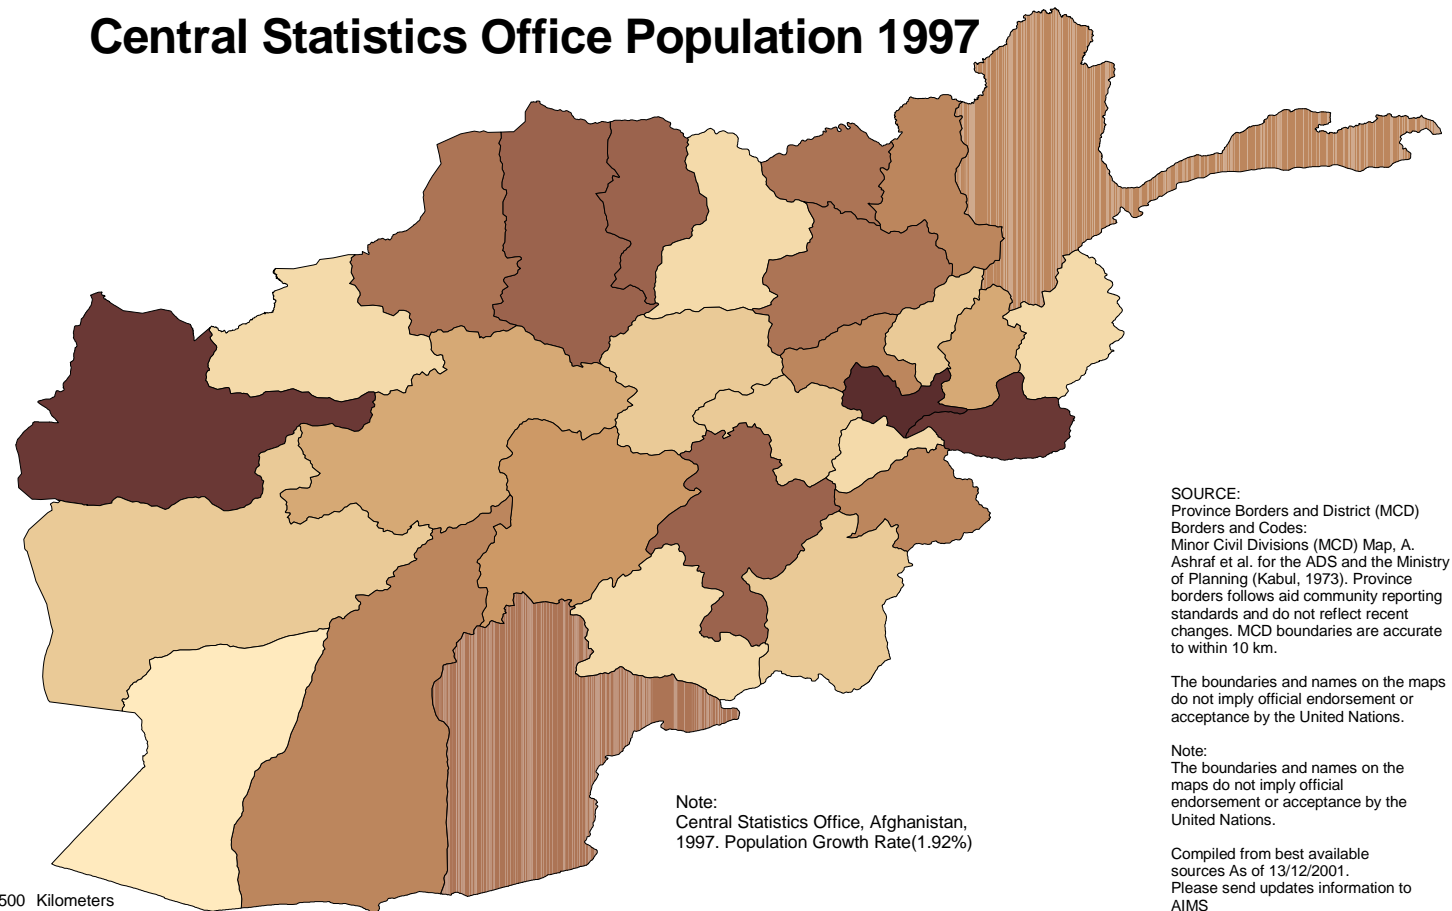 Central Statistics Office Population 1997
SOURCE:
Province Borders and District (MCD)
Borders and Codes:
Minor Civil Divisions (MCD) Map, A.
Ashraf et al. for the ADS and the Ministry
of Planning (Kabul, 1973). Province
borders follows aid community reporting
standards and do not reflect recent
changes. MCD boundaries are accurate
to within 10 km.
The boundaries and names on the maps
do not imply official endorsement or
acceptance by the United Nations.
Note:
The boundaries and names on the
maps do not imply official
endorsement or acceptance by the
United Nations.
Compiled from best available
sources As of 13/12/2001.
Please send updates information to
AIMS
Note:
Central Statistics Office, Afghanistan,
1997. Population Growth Rate(1.92%)
500 Kilometers